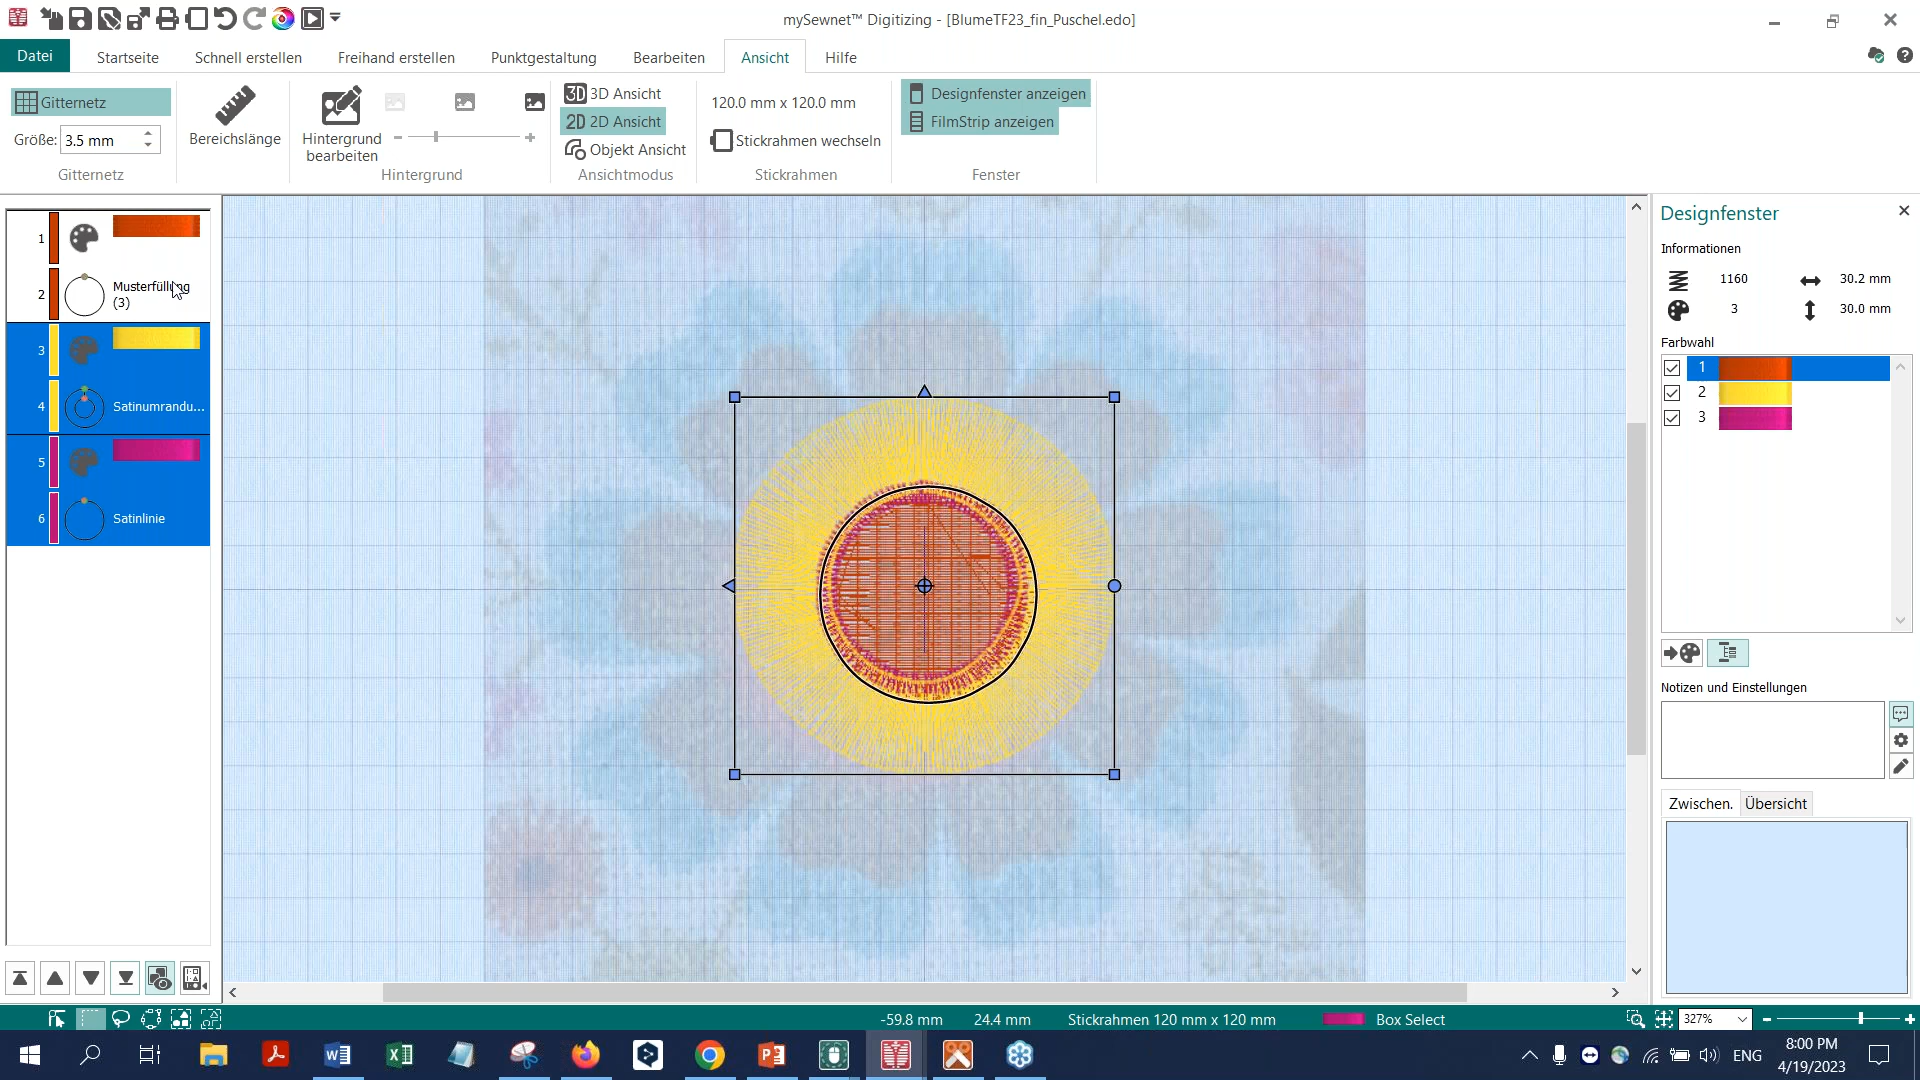 mySewnet™ Digitizing - [BlumeTF23_fin_Puschel.edo]
Datei Startseite Schnell erstellen Freihand erstellen Punktgestaltung Bearbeiten Ansicht Hilfe
Gitternetz
Größe: 3.5 mm
Gitternetz
Bereichslänge
Hintergrund
bearbeiten
Hintergrund
3D 3D Ansicht
2D 2D Ansicht
Objekt Ansicht
Ansichtmodus
120.0 mm x 120.0 mm
Stickrahmen wechseln
Stickrahmen
Designfenster anzeigen
FilmStrip anzeigen
Fenster
1
2 Musterfüllung
(3)
3
4 Satinumrandu...
5
6 Satinlinie
Designfenster
Informationen
1160 30.2 mm
3 30.0 mm
Farbwahl
1
2
3
Notizen und Einstellungen
Zwischen. Übersicht
-59.8 mm 24.4 mm Stickrahmen 120 mm x 120 mm Box Select 327%
ENG
8:00 PM
4/19/2023